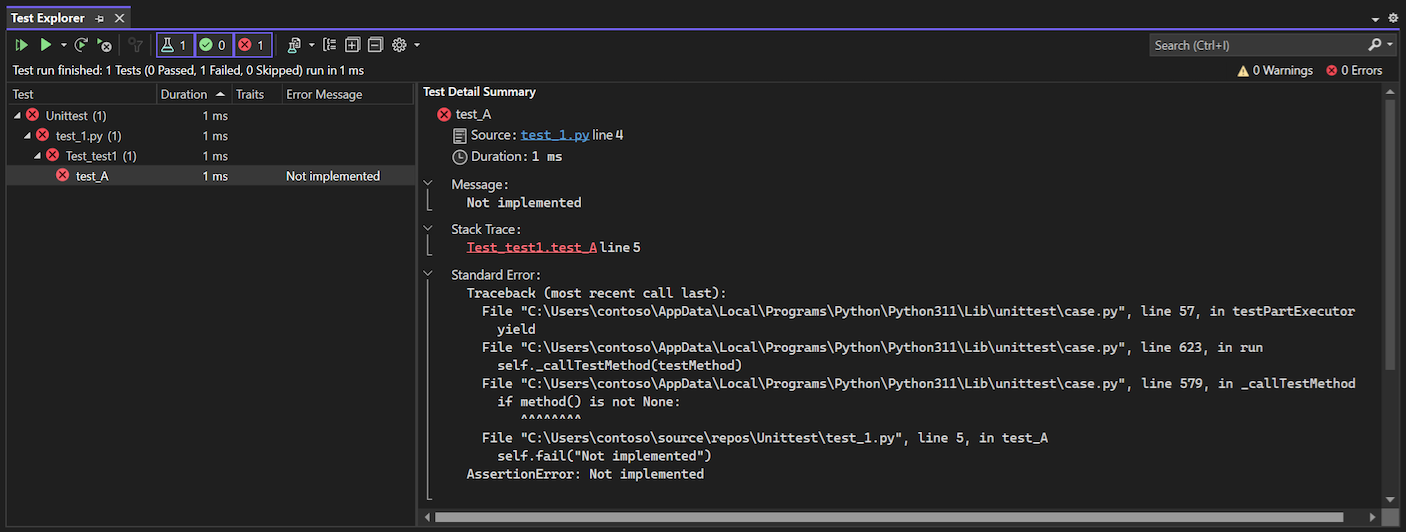 Test Explorer
1 0 1
Search (Ctrl+I)
Test run finished: 1 Tests (0 Passed, 1 Failed, 0 Skipped) run in 1 ms
0 Warnings 0 Errors
Test Duration Traits Error Message
Unittest (1) 1 ms
test_1.py (1) 1 ms
Test_test1 (1) 1 ms
test_A 1 ms Not implemented
Test Detail Summary
test_A
Source: test_1.py line 4
Duration: 1 ms
Message:
Not implemented
Stack Trace:
Test_test1.test_A line 5
Standard Error:
Traceback (most recent call last):
File "C:\Users\contoso\AppData\Local\Programs\Python\Python311\Lib\unittest\case.py", line 57, in testPartExecutor
yield
File "C:\Users\contoso\AppData\Local\Programs\Python\Python311\Lib\unittest\case.py", line 623, in run
self._callTestMethod(testMethod)
File "C:\Users\contoso\AppData\Local\Programs\Python\Python311\Lib\unittest\case.py", line 579, in _callTestMethod
if method() is not None:
^^^^^^^^
File "C:\Users\contoso\source\repos\Unittest\test_1.py", line 5, in test_A
self.fail("Not implemented")
AssertionError: Not implemented